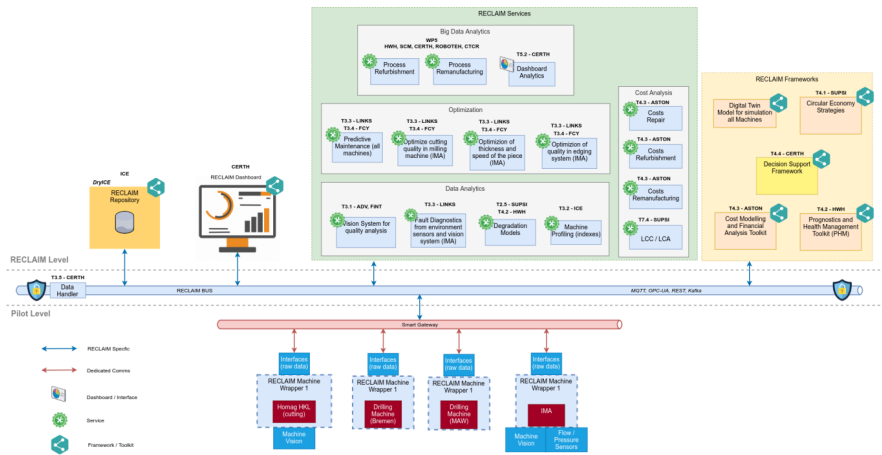 RECLAIM Services
Big Data Analytics
WP5
HWH, SCM, CERTH, ROBOTEH, CTCR
T5.2 - CERTH
Process
Refurbishment
Process
Remanufacturing
Dashboard
Analytics
Optimization
T3.3 - LINKS
T3.4 - FCY
T3.3 - LINKS
T3.4 - FCY
T3.3 - LINKS
T3.4 - FCY
T3.3 - LINKS
T3.4 - FCY
Predictive
Maintenance (all
machines)
Optimize cutting
quality in milling
machine (IMA)
Optimizion of
thickness and
speed of the piece
(IMA)
Optimizion of
quality in edging
system (IMA)
Data Analytics
T3.1 - ADV, FINT
T3.3 - LINKS
T2.5 - SUPSI
T4.2 - HWH
T3.2 - ICE
Vision System for
quality analysis
Fault Diagnostics
from environment
sensors and vision
system (IMA)
Degradation
Models
Machine
Profiling (indexes)
Cost Analysis
T4.3 - ASTON
Costs
Repair
T4.3 - ASTON
Costs
Refurbishment
T4.3 - ASTON
Costs
Remanufacturing
T7.4 - SUPSI
LCC / LCA
RECLAIM Frameworks
T4.1 - SUPSI
Digital Twin
Model for simulation
all Machines
Circular Economy
Strategies
T4.4 - CERTH
Decision Support
Framework
T4.3 - ASTON
T4.2 - HWH
Cost Modelling
and Financial
Analysis Toolkit
Prognostics and
Health Management
Toolkit (PHM)
ICE
DryICE
RECLAIM
Repository
CERTH
RECLAIM Dashboard
RECLAIM Level
T3.5 - CERTH
Data
Handler
RECLAIM BUS
MQTT, OPC-UA, REST, Kafka
Pilot Level
Smart Gateway
RECLAIM Specific
Dedicated Comms
Dashboard / Interface
Service
Framework / Toolkit
Interfaces
(raw data)
RECLAIM Machine
Wrapper 1
Homag HKL
(cutting)
Machine
Vision
Interfaces
(raw data)
RECLAIM Machine
Wrapper 1
Drilling
Machine
(Bremen)
Interfaces
(raw data)
RECLAIM Machine
Wrapper 1
Drilling
Machine
(MAW)
Interfaces
(raw data)
RECLAIM Machine
Wrapper 1
IMA
Machine
Vision
Flow /
Pressure
Sensors